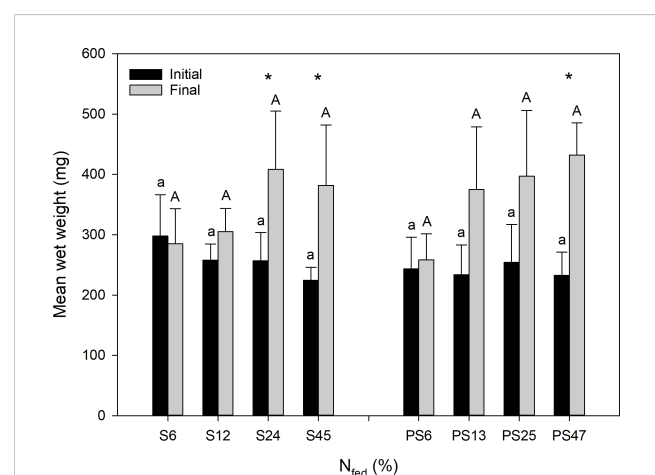 600
500
400
300
200
100
0
Mean wet weight (mg)
Initial
Final
* * *
a A a A a A a A a A a A a A a A
S6 S12 S24 S45 PS6 PS13 PS25 PS47
N_fed (%)